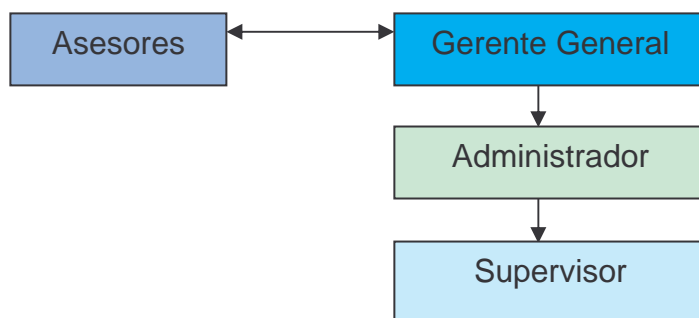 Asesores
Gerente General
Administrador
Supervisor